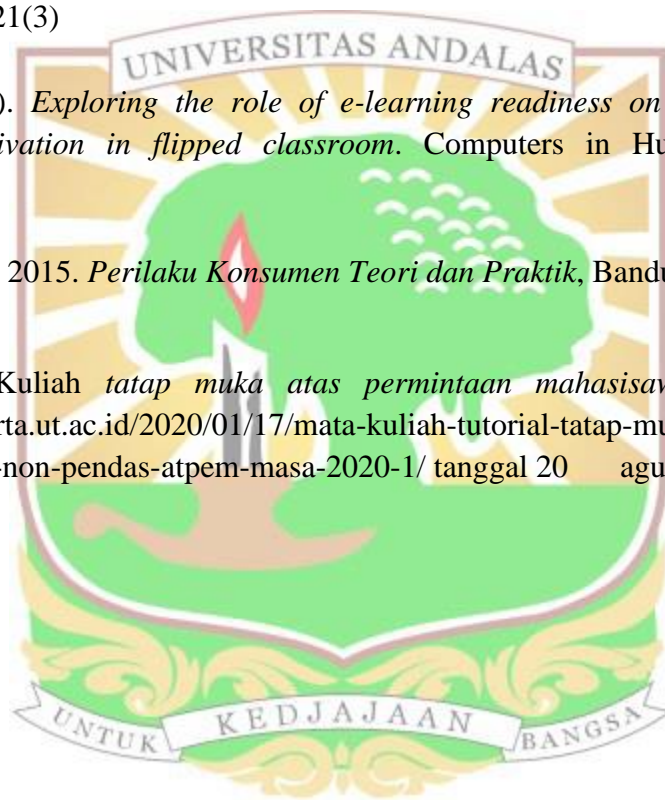 21(3)
UNIVERSITAS ANDALAS
). Exploring the role of e-learning readiness on
ivation in flipped classroom. Computers in Hu
2015. Perilaku Konsumen Teori dan Praktik, Bandu
Kuliah tatap muka atas permintaan mahasisaw
rta.ut.ac.id/2020/01/17/mata-kuliah-tutorial-tatap-mu
-non-pendas-atpem-masa-2020-1/ tanggal 20 agu
UNTUK KEDJAJAAN BANGSA